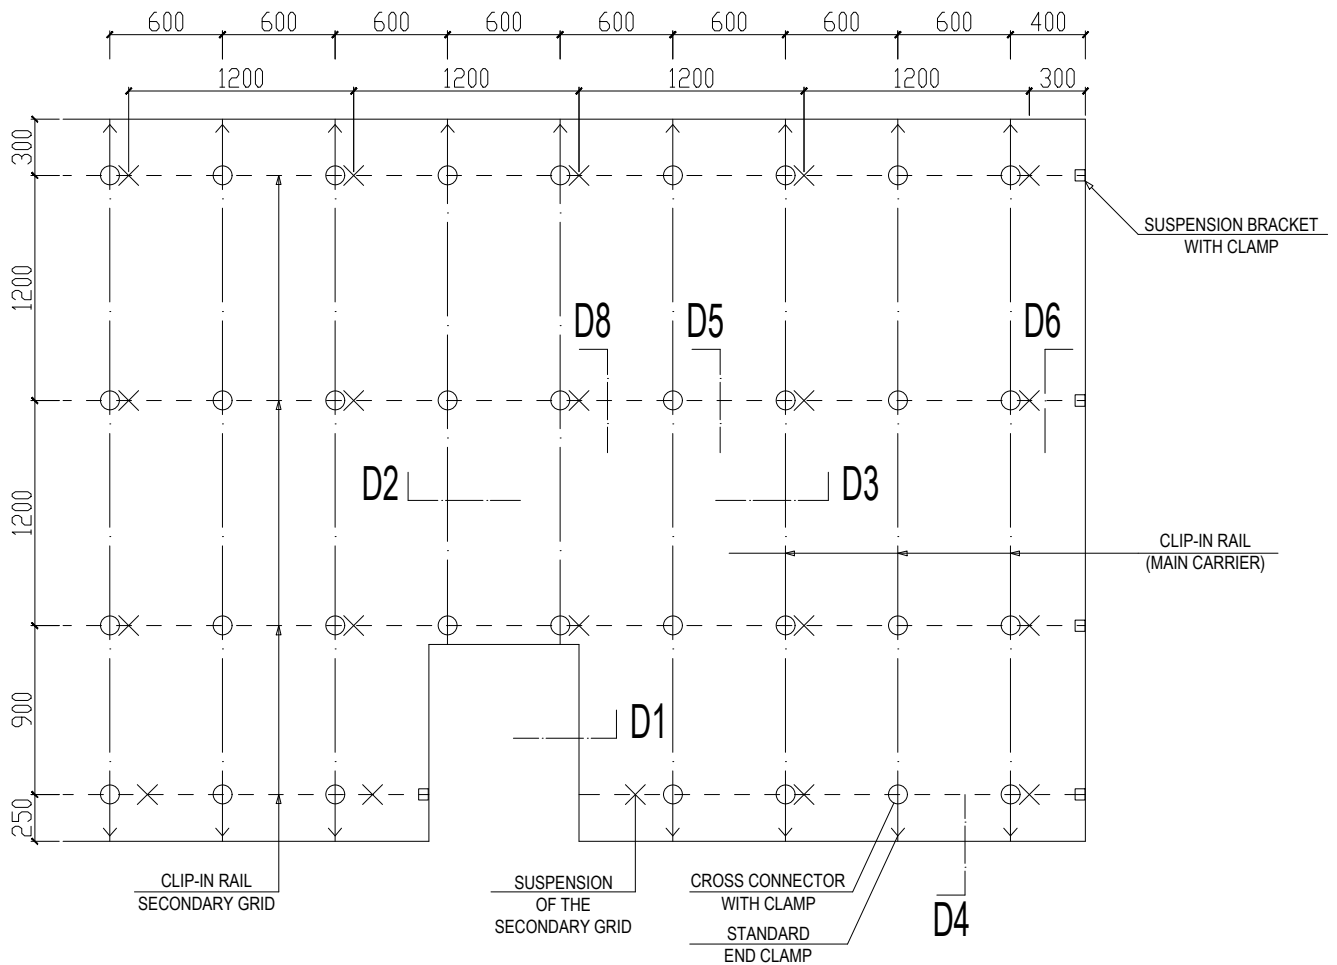 600 600 600 600 600 600 600 600 400
1200 1200 1200 1200 300
300
SUSPENSION BRACKET
WITH CLAMP
1200
D8 D5 D6
D2 D3
1200
CLIP-IN RAIL
(MAIN CARRIER)
900
D1
250
CLIP-IN RAIL
SECONDARY GRID
SUSPENSION
OF THE
SECONDARY GRID
CROSS CONNECTOR
WITH CLAMP
STANDARD
END CLAMP
D4